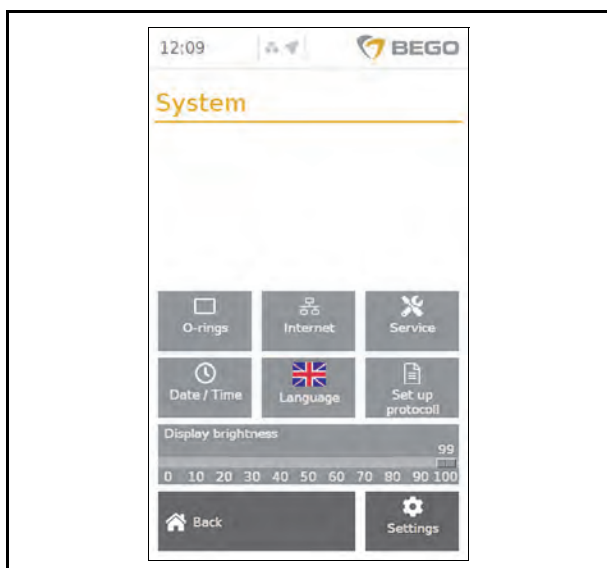 12:09 BEGO
System
O-rings Internet Service
Date / Time Language Set up
protocoll
Display brightness
99
0 10 20 30 40 50 60 70 80 90 100
Back Settings